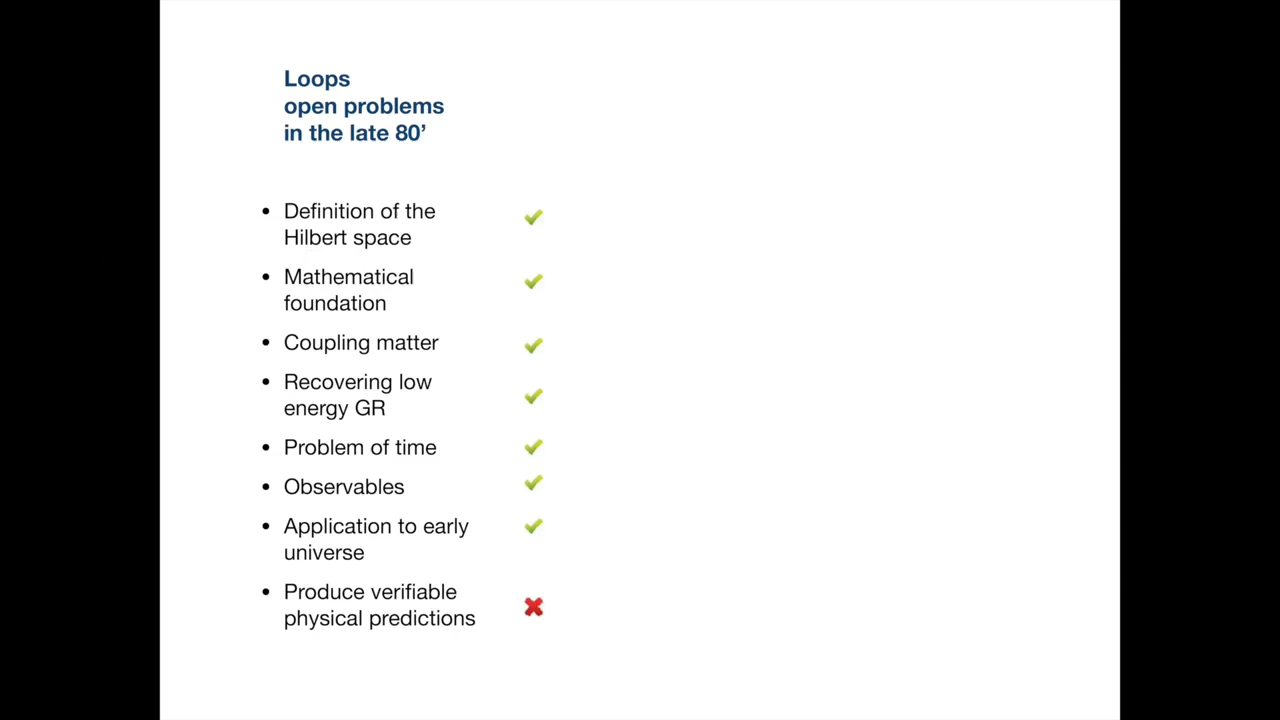 Loops
open problems
in the late 80’
• Definition of the
Hilbert space
• Mathematical
foundation
• Coupling matter
• Recovering low
energy GR
• Problem of time
• Observables
• Application to early
universe
• Produce verifiable
physical predictions